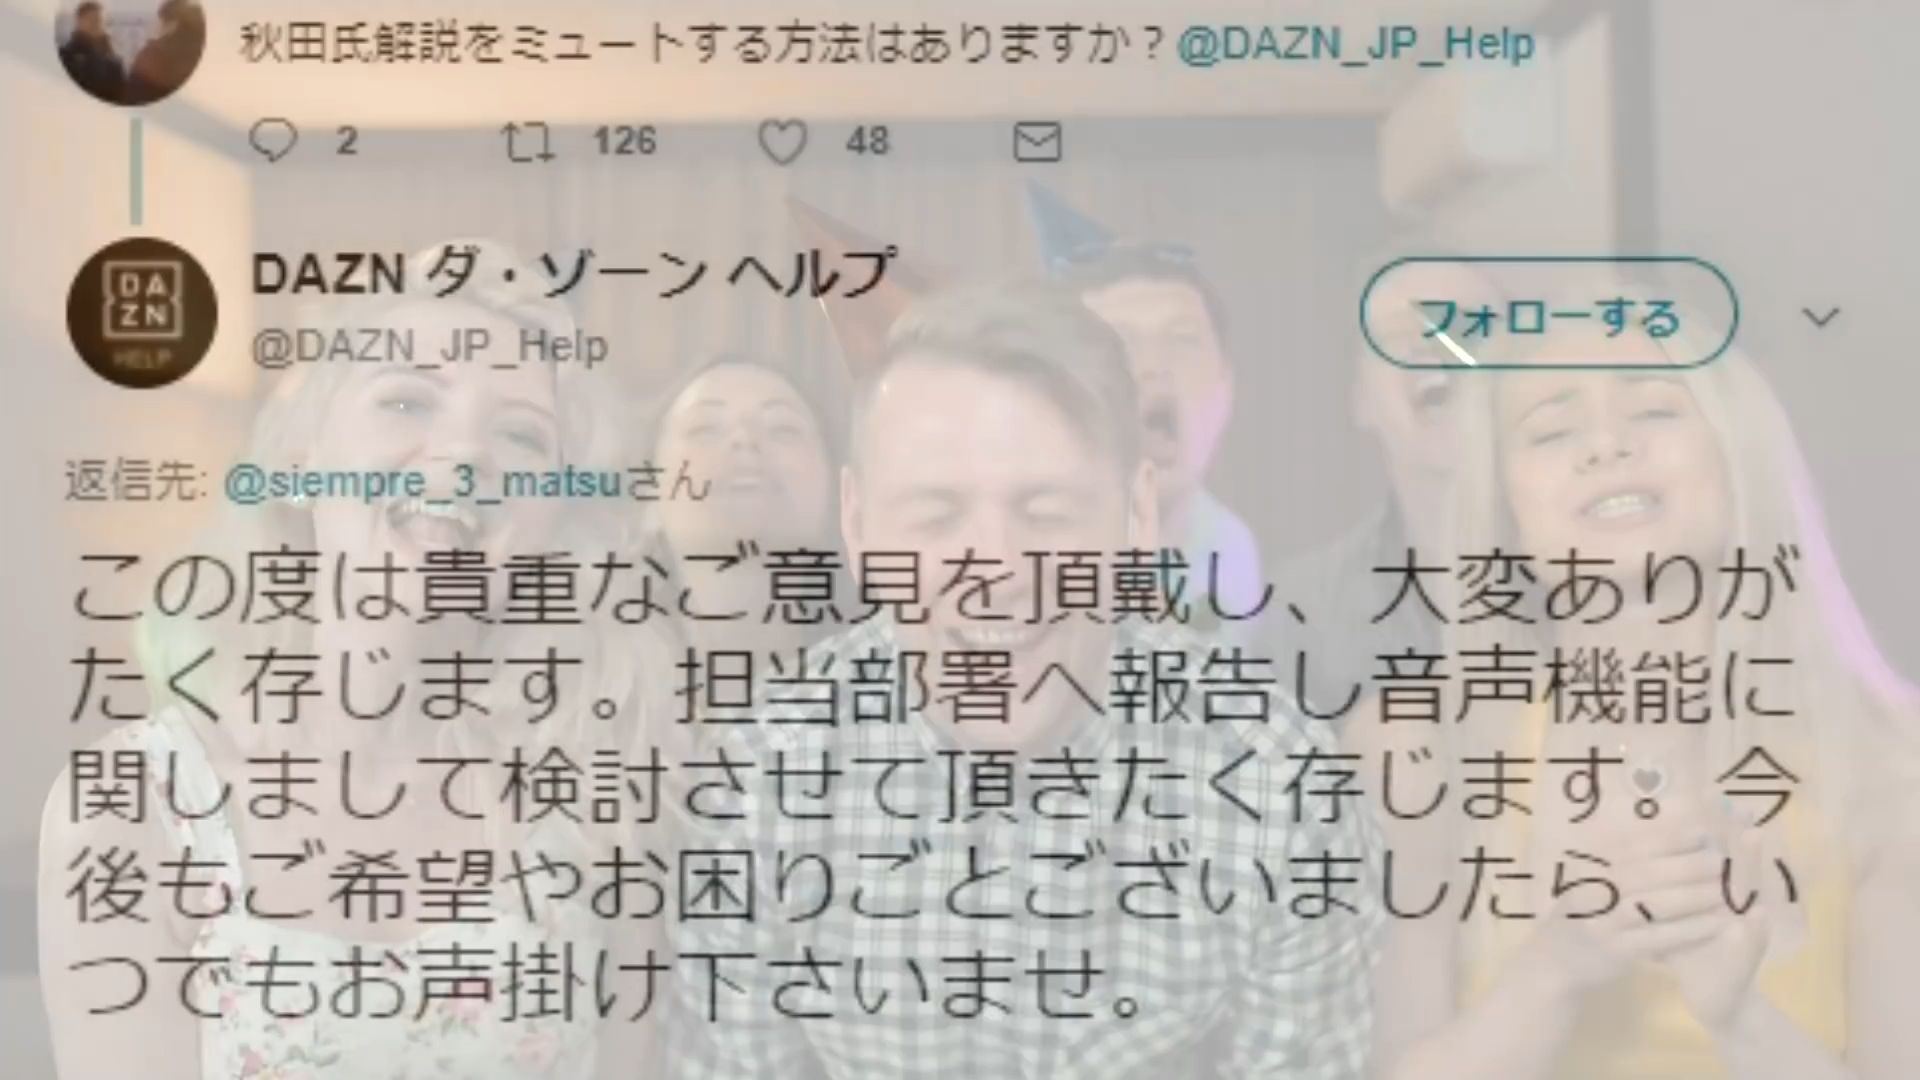 秋田氏解説をミュートする方法はありますか？@DAZN_JP_Help
2 126 48
DAZN ダ・ゾーン ヘルプ
@DAZN_JP_Help
フォローする
DA
ZN
HELP
返信先: @siempre_3_matsuさん
この度は貴重なご意見を頂戴し、大変ありが
たく存じます。担当部署へ報告し音声機能に
関しまして検討させて頂きたく存じます。今
後もご希望やお困りごとございましたら、い
つでもお声掛け下さいませ。